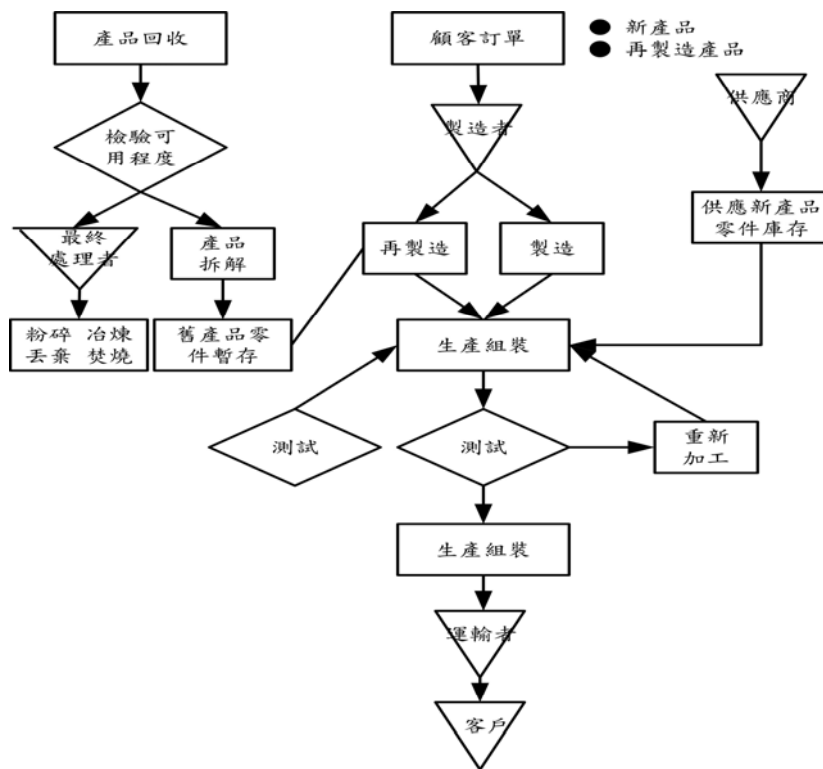 產品回收
顧客訂單
新產品
再製造產品
供應商
製造者
檢驗可
用程度
供應新產品
零件庫存
最終
處理者
產品
拆解
再製造
製造
粉碎 冶煉
丟棄 焚燒
舊產品零
件暫存
生產組裝
測試
測試
重新
加工
生產組裝
運輸者
客戶